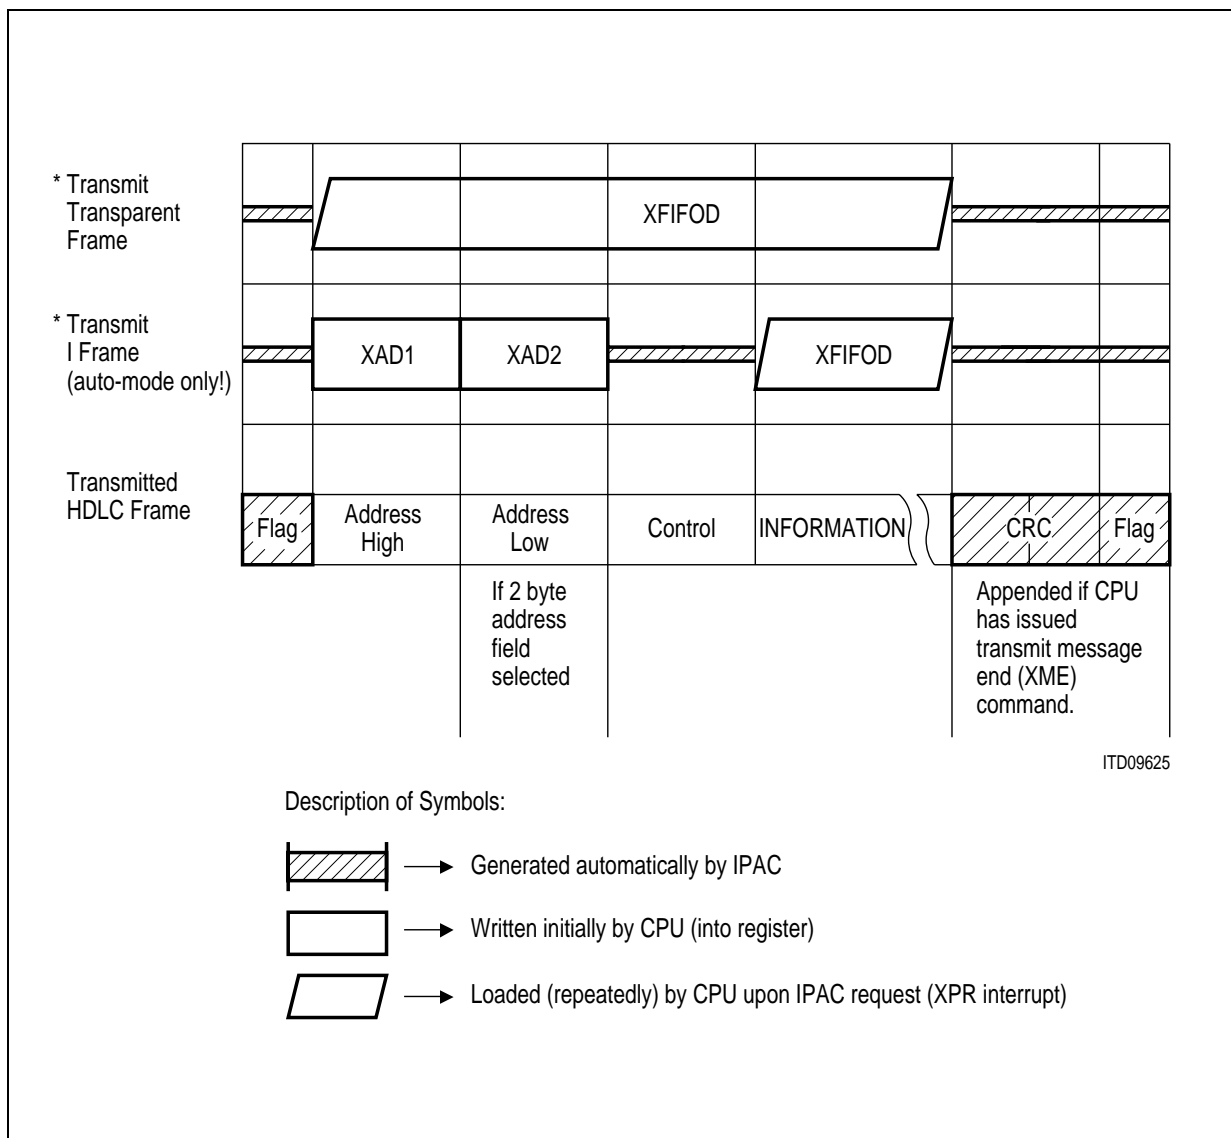 * Transmit
Transparent
Frame
XFIFOD
* Transmit
I Frame
(auto-mode only!)
XAD1
XAD2
XFIFOD
Transmitted
HDLC Frame
Flag
Address
High
Address
Low
Control
INFORMATION
CRC
Flag
If 2 byte
address
field
selected
Appended if CPU
has issued
transmit message
end (XME)
command.
ITD09625
Description of Symbols:
Generated automatically by IPAC
Written initially by CPU (into register)
Loaded (repeatedly) by CPU upon IPAC request (XPR interrupt)